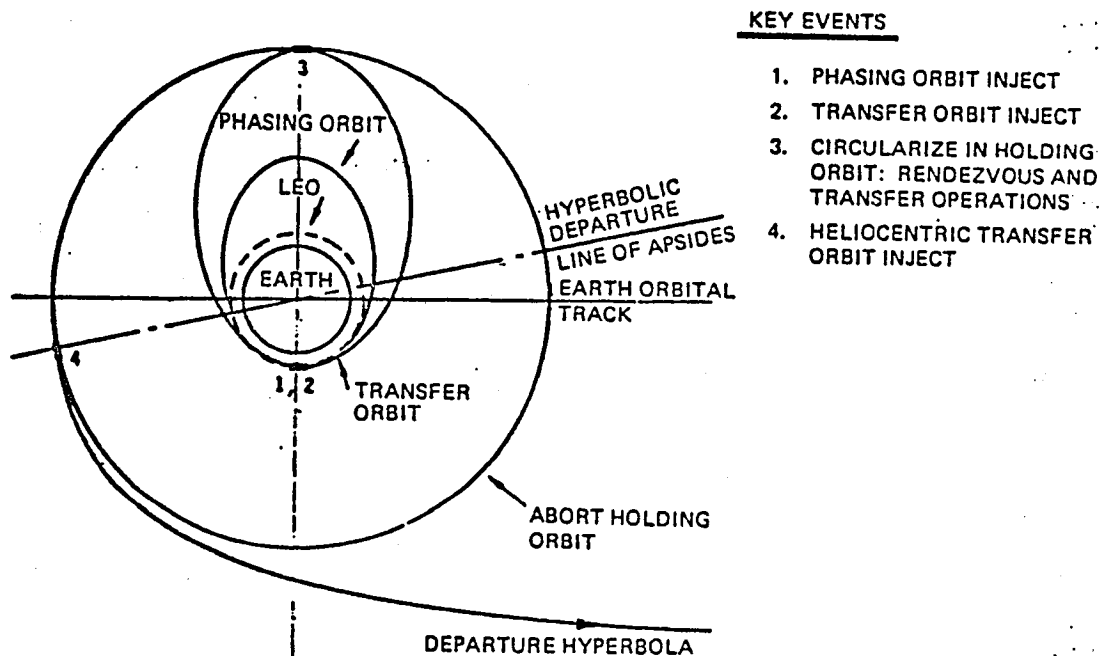 KEY EVENTS
1. PHASING ORBIT INJECT
2. TRANSFER ORBIT INJECT
3. CIRCULARIZE IN HOLDING
ORBIT: RENDEZVOUS AND
TRANSFER OPERATIONS
4. HELIOCENTRIC TRANSFER
ORBIT INJECT
3
PHASING ORBIT
LEO
EARTH
HYPERBOLIC
DEPARTURE
LINE OF APSIDES
EARTH ORBITAL
TRACK
4
1, 2
TRANSFER
ORBIT
ABORT HOLDING
ORBIT
DEPARTURE HYPERBOLA